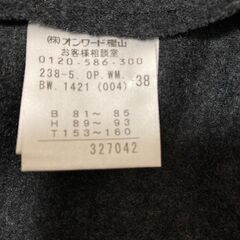 (株)オンワード樫山
お客様相談室
0120-586-300
238-5. OP. WM.
BW. 1421 (004) 38
B 81〜 85
H 89〜 93
T 153〜160
327042